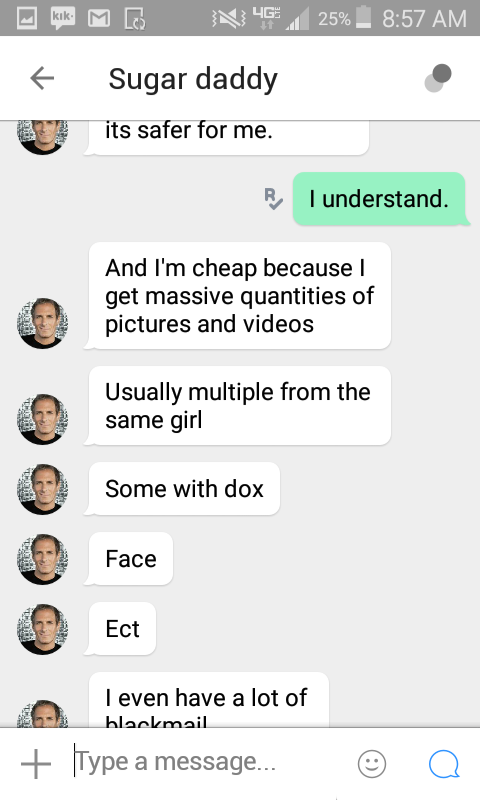 kik·
4G LTE
25%
8:57 AM
Sugar daddy
its safer for me.
R
I understand.
And I'm cheap because I
get massive quantities of
pictures and videos
Usually multiple from the
same girl
Some with dox
Face
Ect
I even have a lot of
blackmail
Type a message...